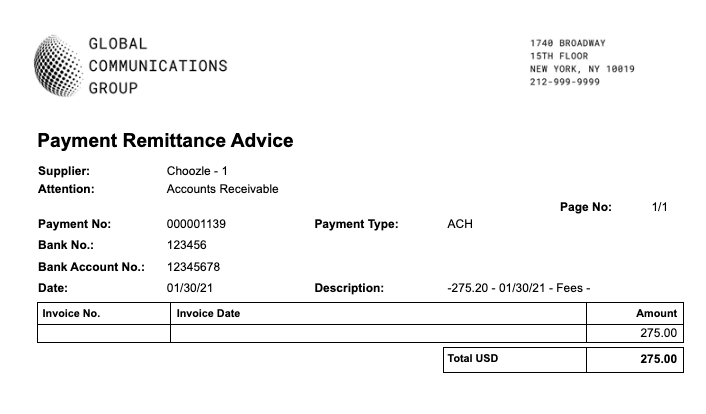 GLOBAL
COMMUNICATIONS
GROUP
1740 BROADWAY
15TH FLOOR
NEW YORK, NY 10019
212-999-9999
Payment Remittance Advice
Supplier: Choozle - 1
Attention: Accounts Receivable
Page No: 1/1
Payment No: 000001139 Payment Type: ACH
Bank No.: 123456
Bank Account No.: 12345678
Date: 01/30/21 Description: -275.20 - 01/30/21 - Fees -
Invoice No. Invoice Date Amount
275.00
Total USD 275.00